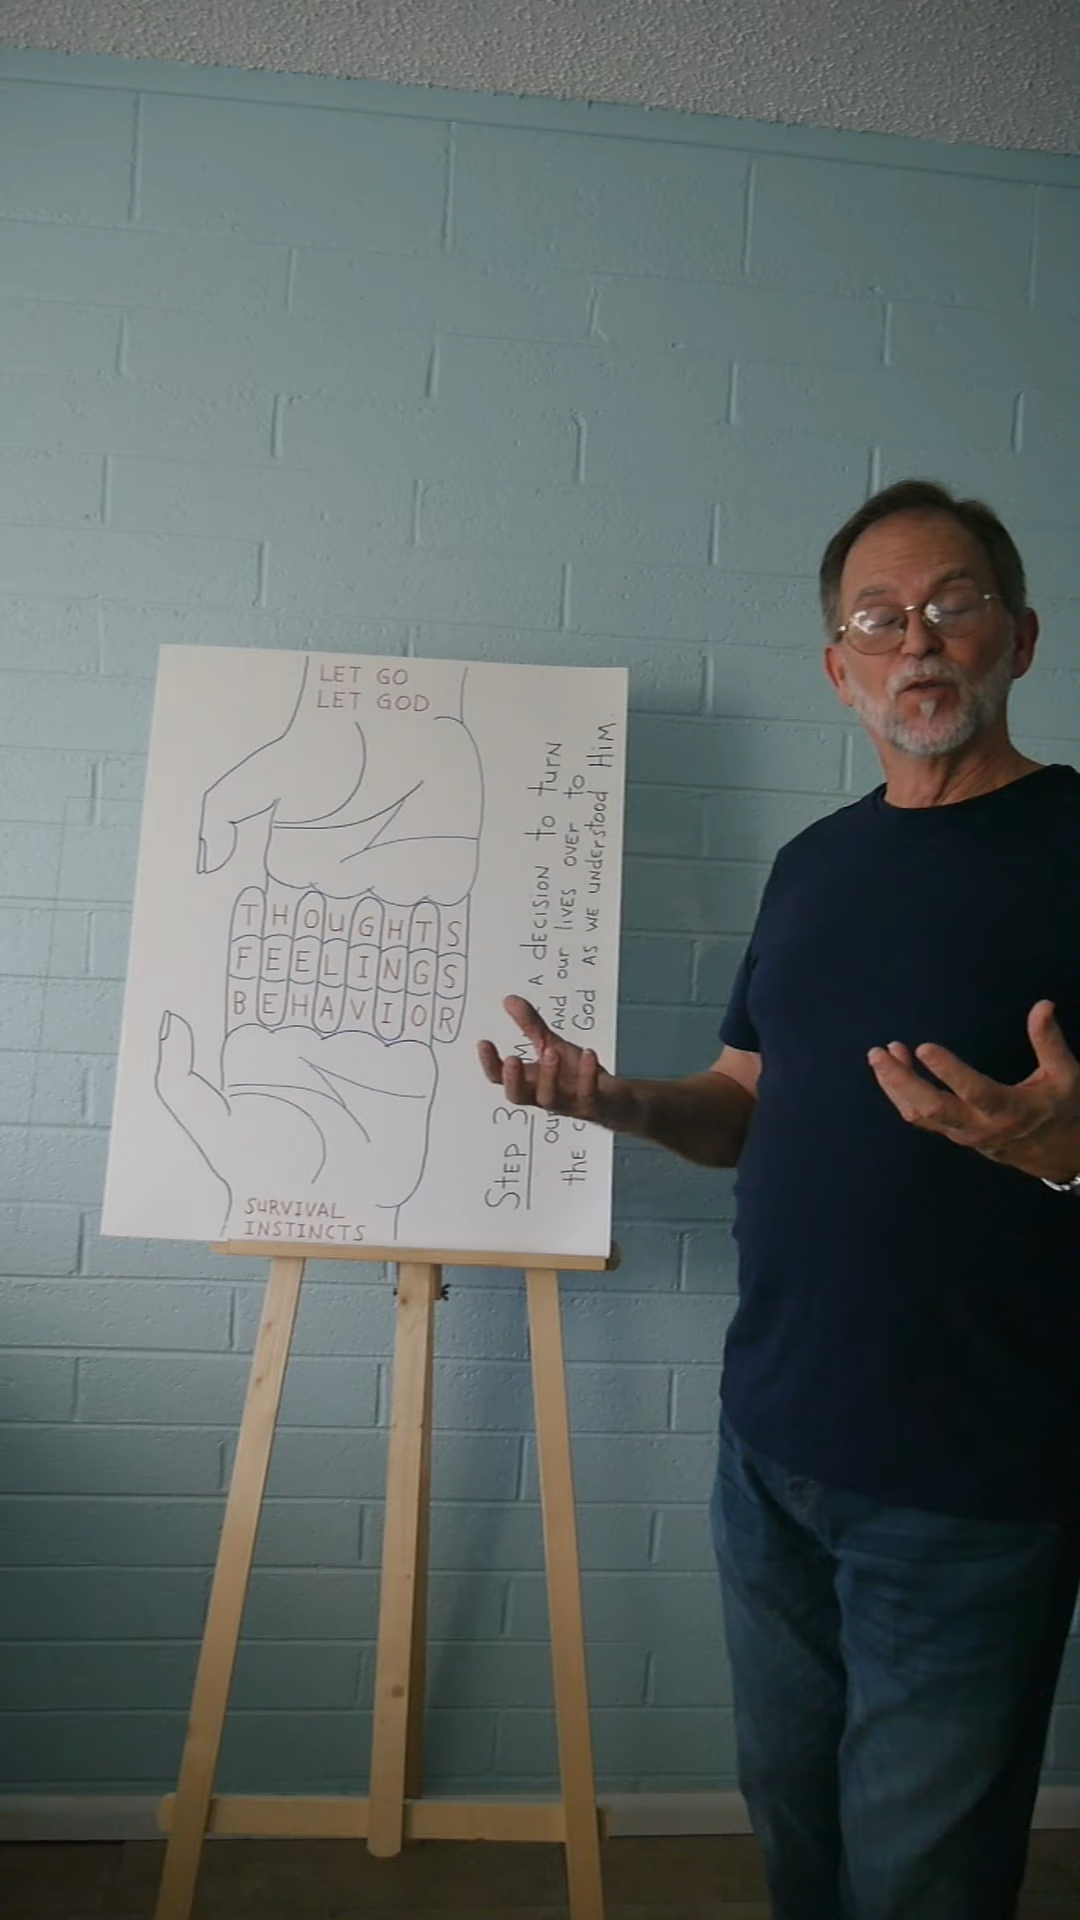 LET GO
LET GOD
THOUGHTS
FEELINGS
BEHAVIOR
SURVIVAL
INSTINCTS
STEP 3 A DECISION TO TURN
AND OUR LIVES OVER TO
the God AS WE UNDERSTOOD HIM